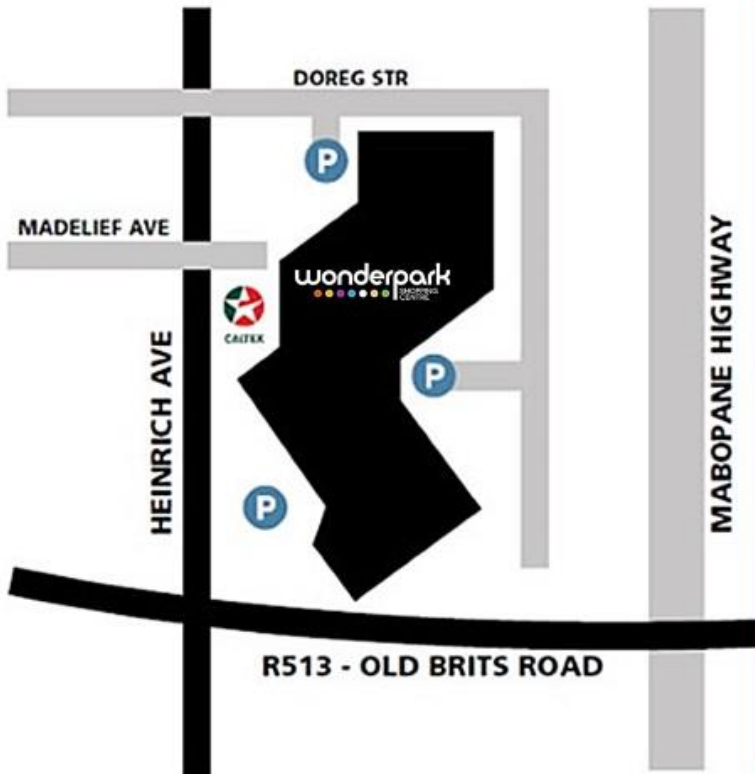 DOREG STR
P
MADELIEF AVE
wonderpark
SHOPPING
CENTRE
CALTEX
HEINRICH AVE
P
MABOPANE HIGHWAY
P
R513 - OLD BRITS ROAD